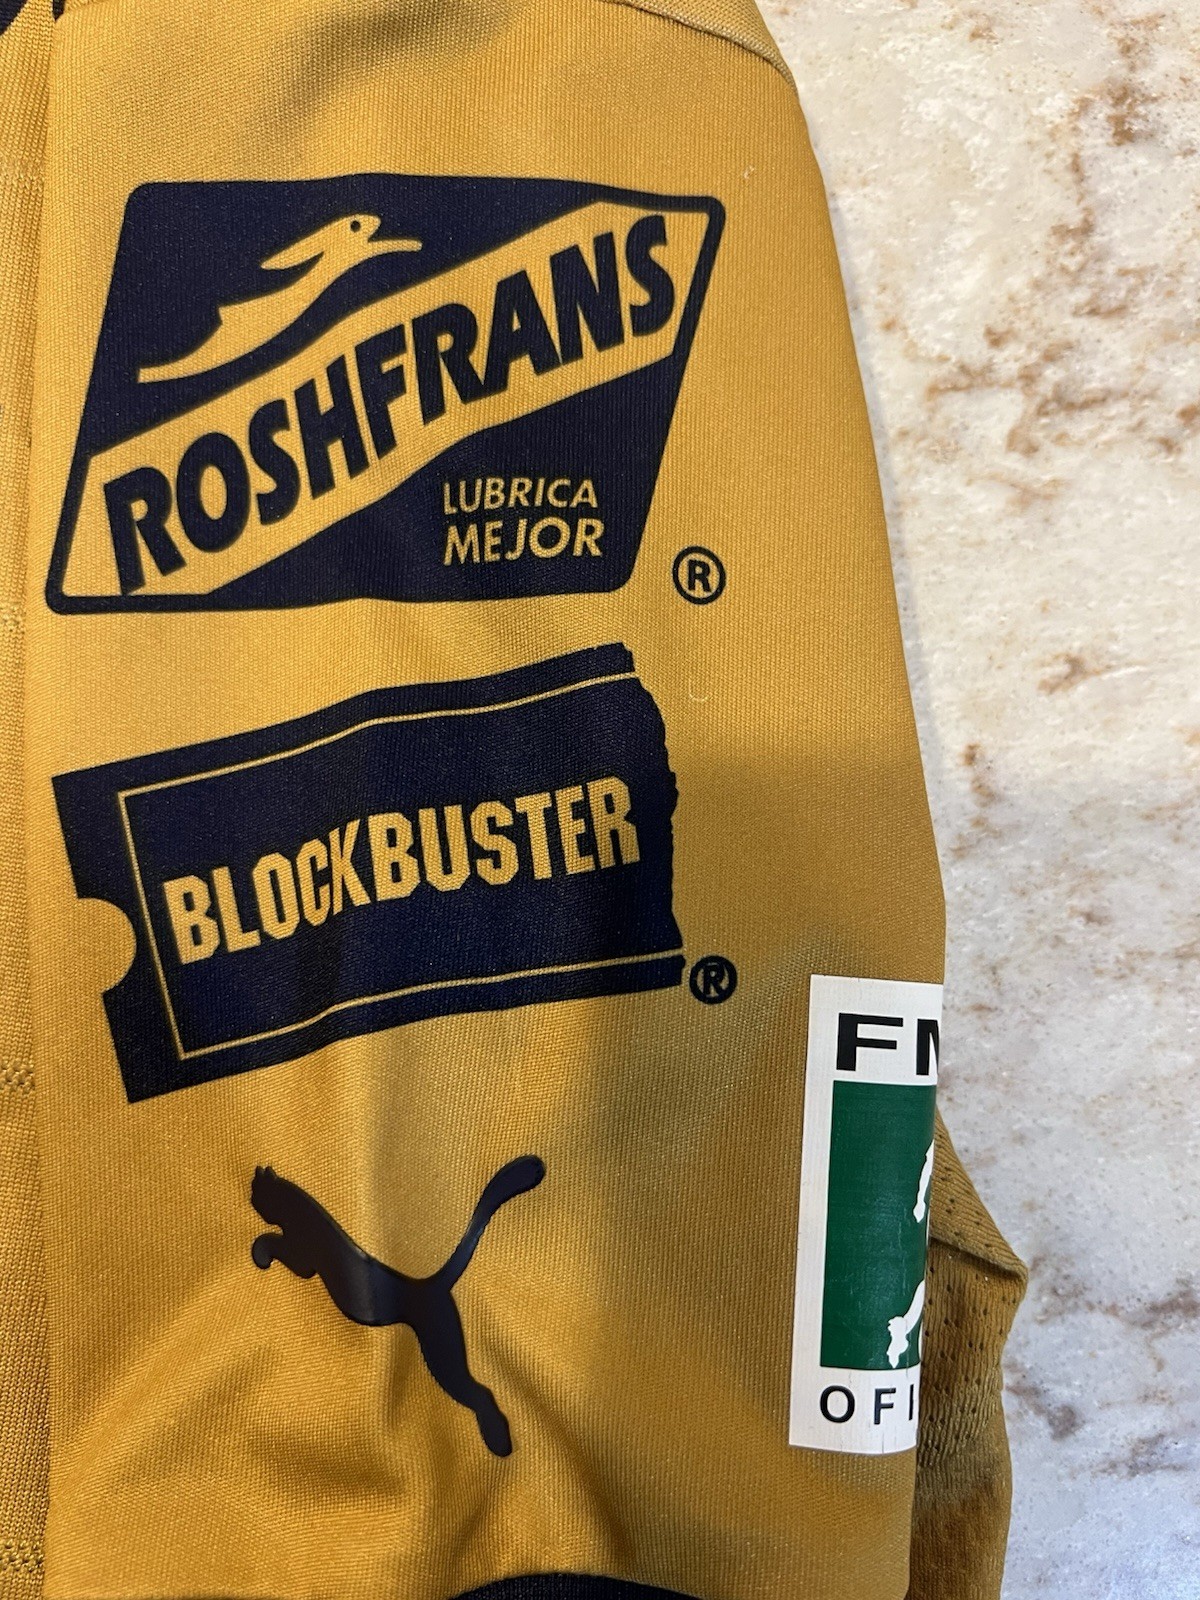 ROSHFRANS
LUBRICA
MEJOR
®
BLOCKBUSTER
®